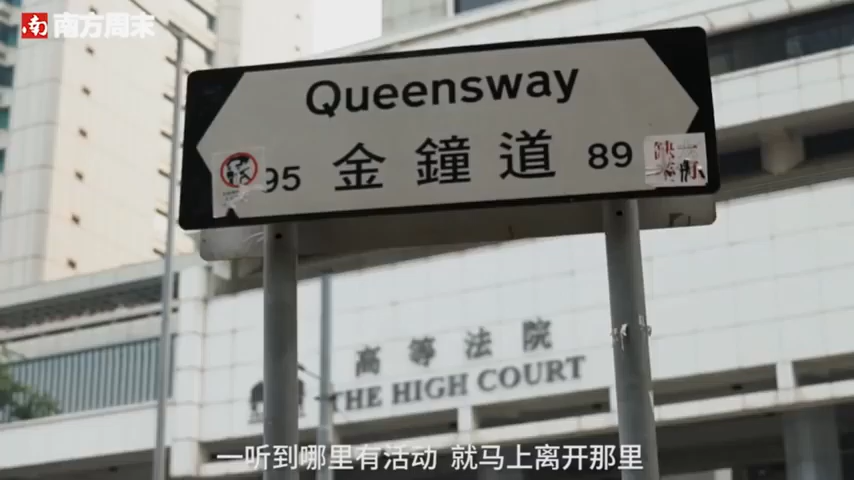 南 南方周末
Queensway
95 金鐘道 89
高等法院
THE HIGH COURT
一听到哪里有活动 就马上离开那里